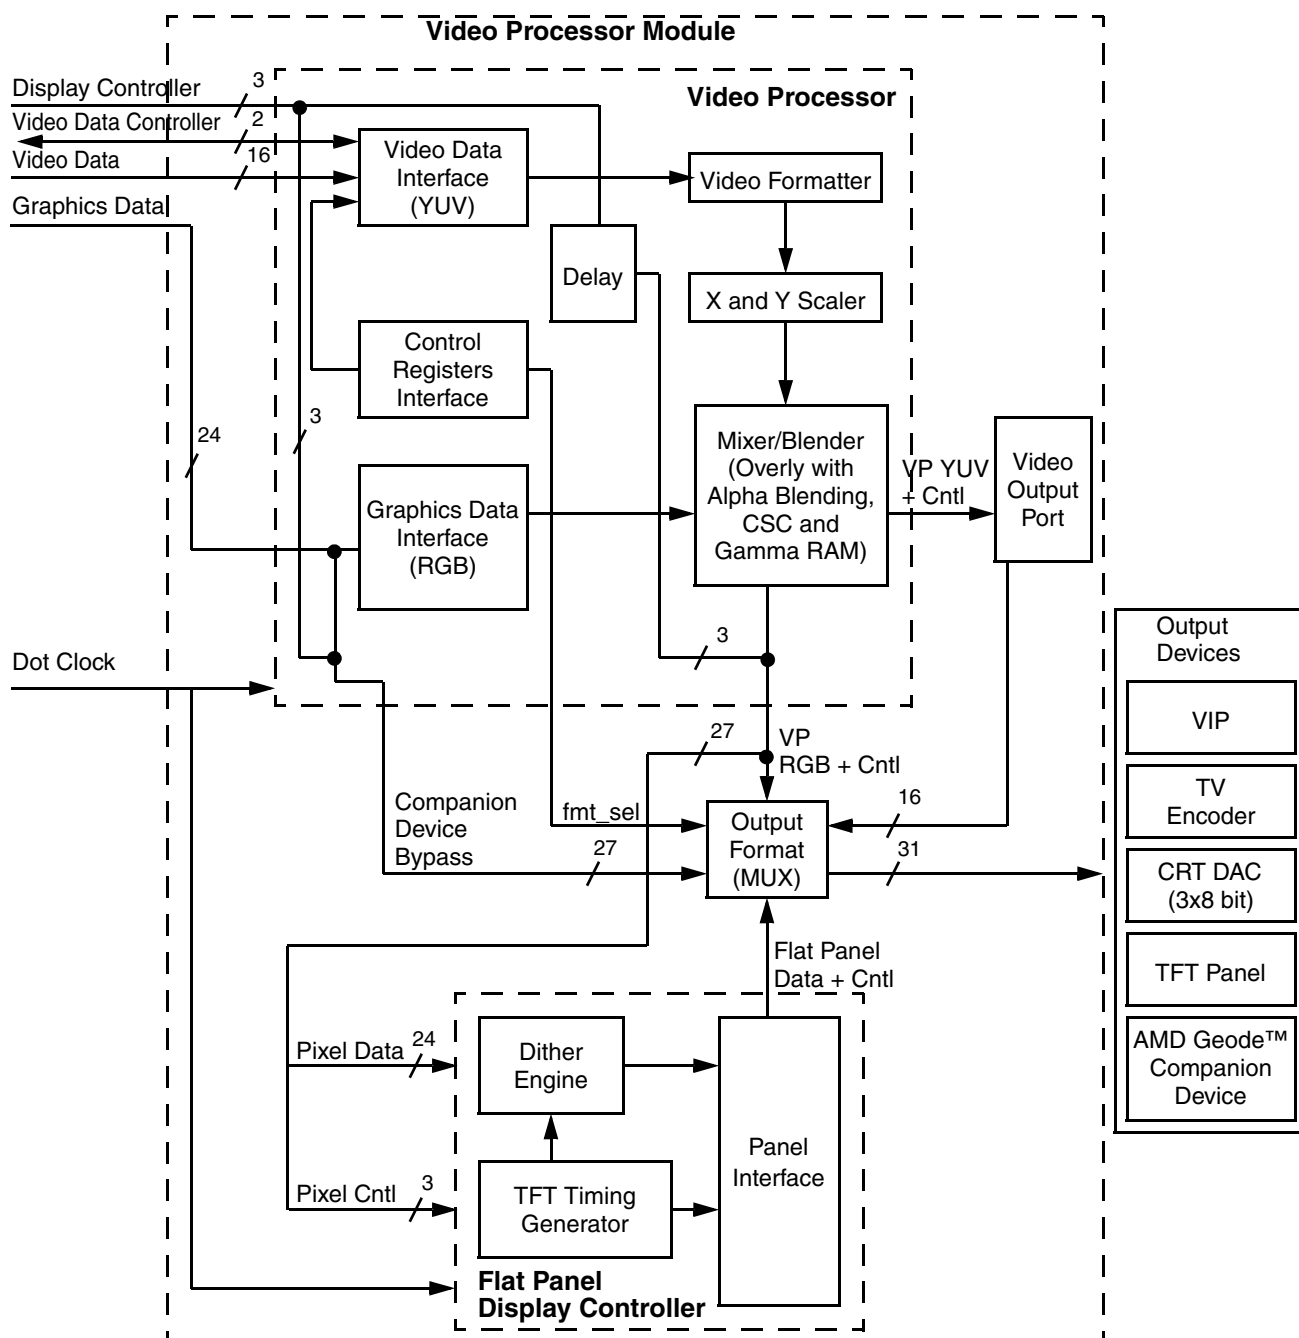 Video Processor Module
Display Controller
3
Video Processor
Video Data Controller
2
Video Data
16
Graphics Data
Video Data
Interface
(YUV)
Video Formatter
Delay
X and Y Scaler
Control
Registers
Interface
3
24
Mixer/Blender
(Overly with
Alpha Blending,
CSC and
Gamma RAM)
VP YUV
+ Cntl
Video
Output
Port
Graphics Data
Interface
(RGB)
3
Dot Clock
Output
Devices
VIP
TV
Encoder
CRT DAC
(3x8 bit)
TFT Panel
AMD Geode™
Companion
Device
27
VP
RGB + Cntl
Companion
Device
Bypass
fmt_sel
27
Output
Format
(MUX)
16
31
Flat Panel
Data + Cntl
Pixel Data
24
Dither
Engine
Panel
Interface
Pixel Cntl
3
TFT Timing
Generator
Flat Panel
Display Controller